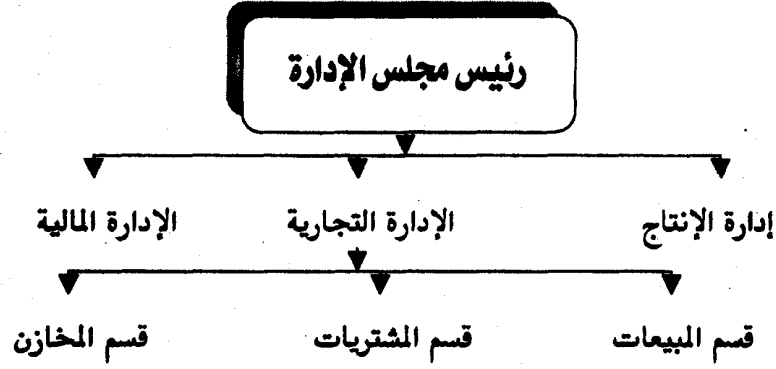 رئيس مجلس الإدارة
إدارة الإنتاج الإدارة التجارية الإدارة المالية
قسم المبيعات قسم المشتريات قسم المخازن